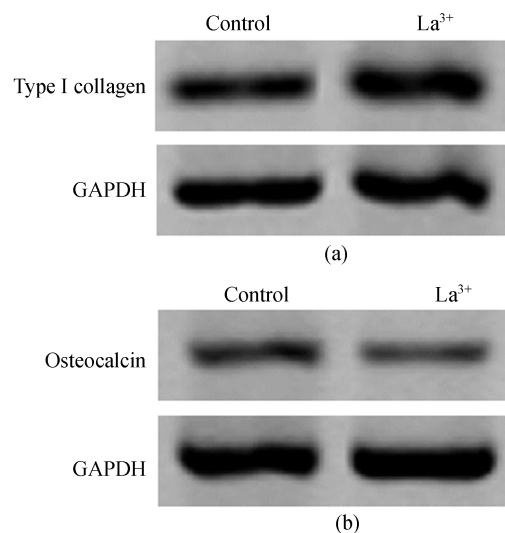 Control La³⁺
Type I collagen
GAPDH
(a)
Control La³⁺
Osteocalcin
GAPDH
(b)